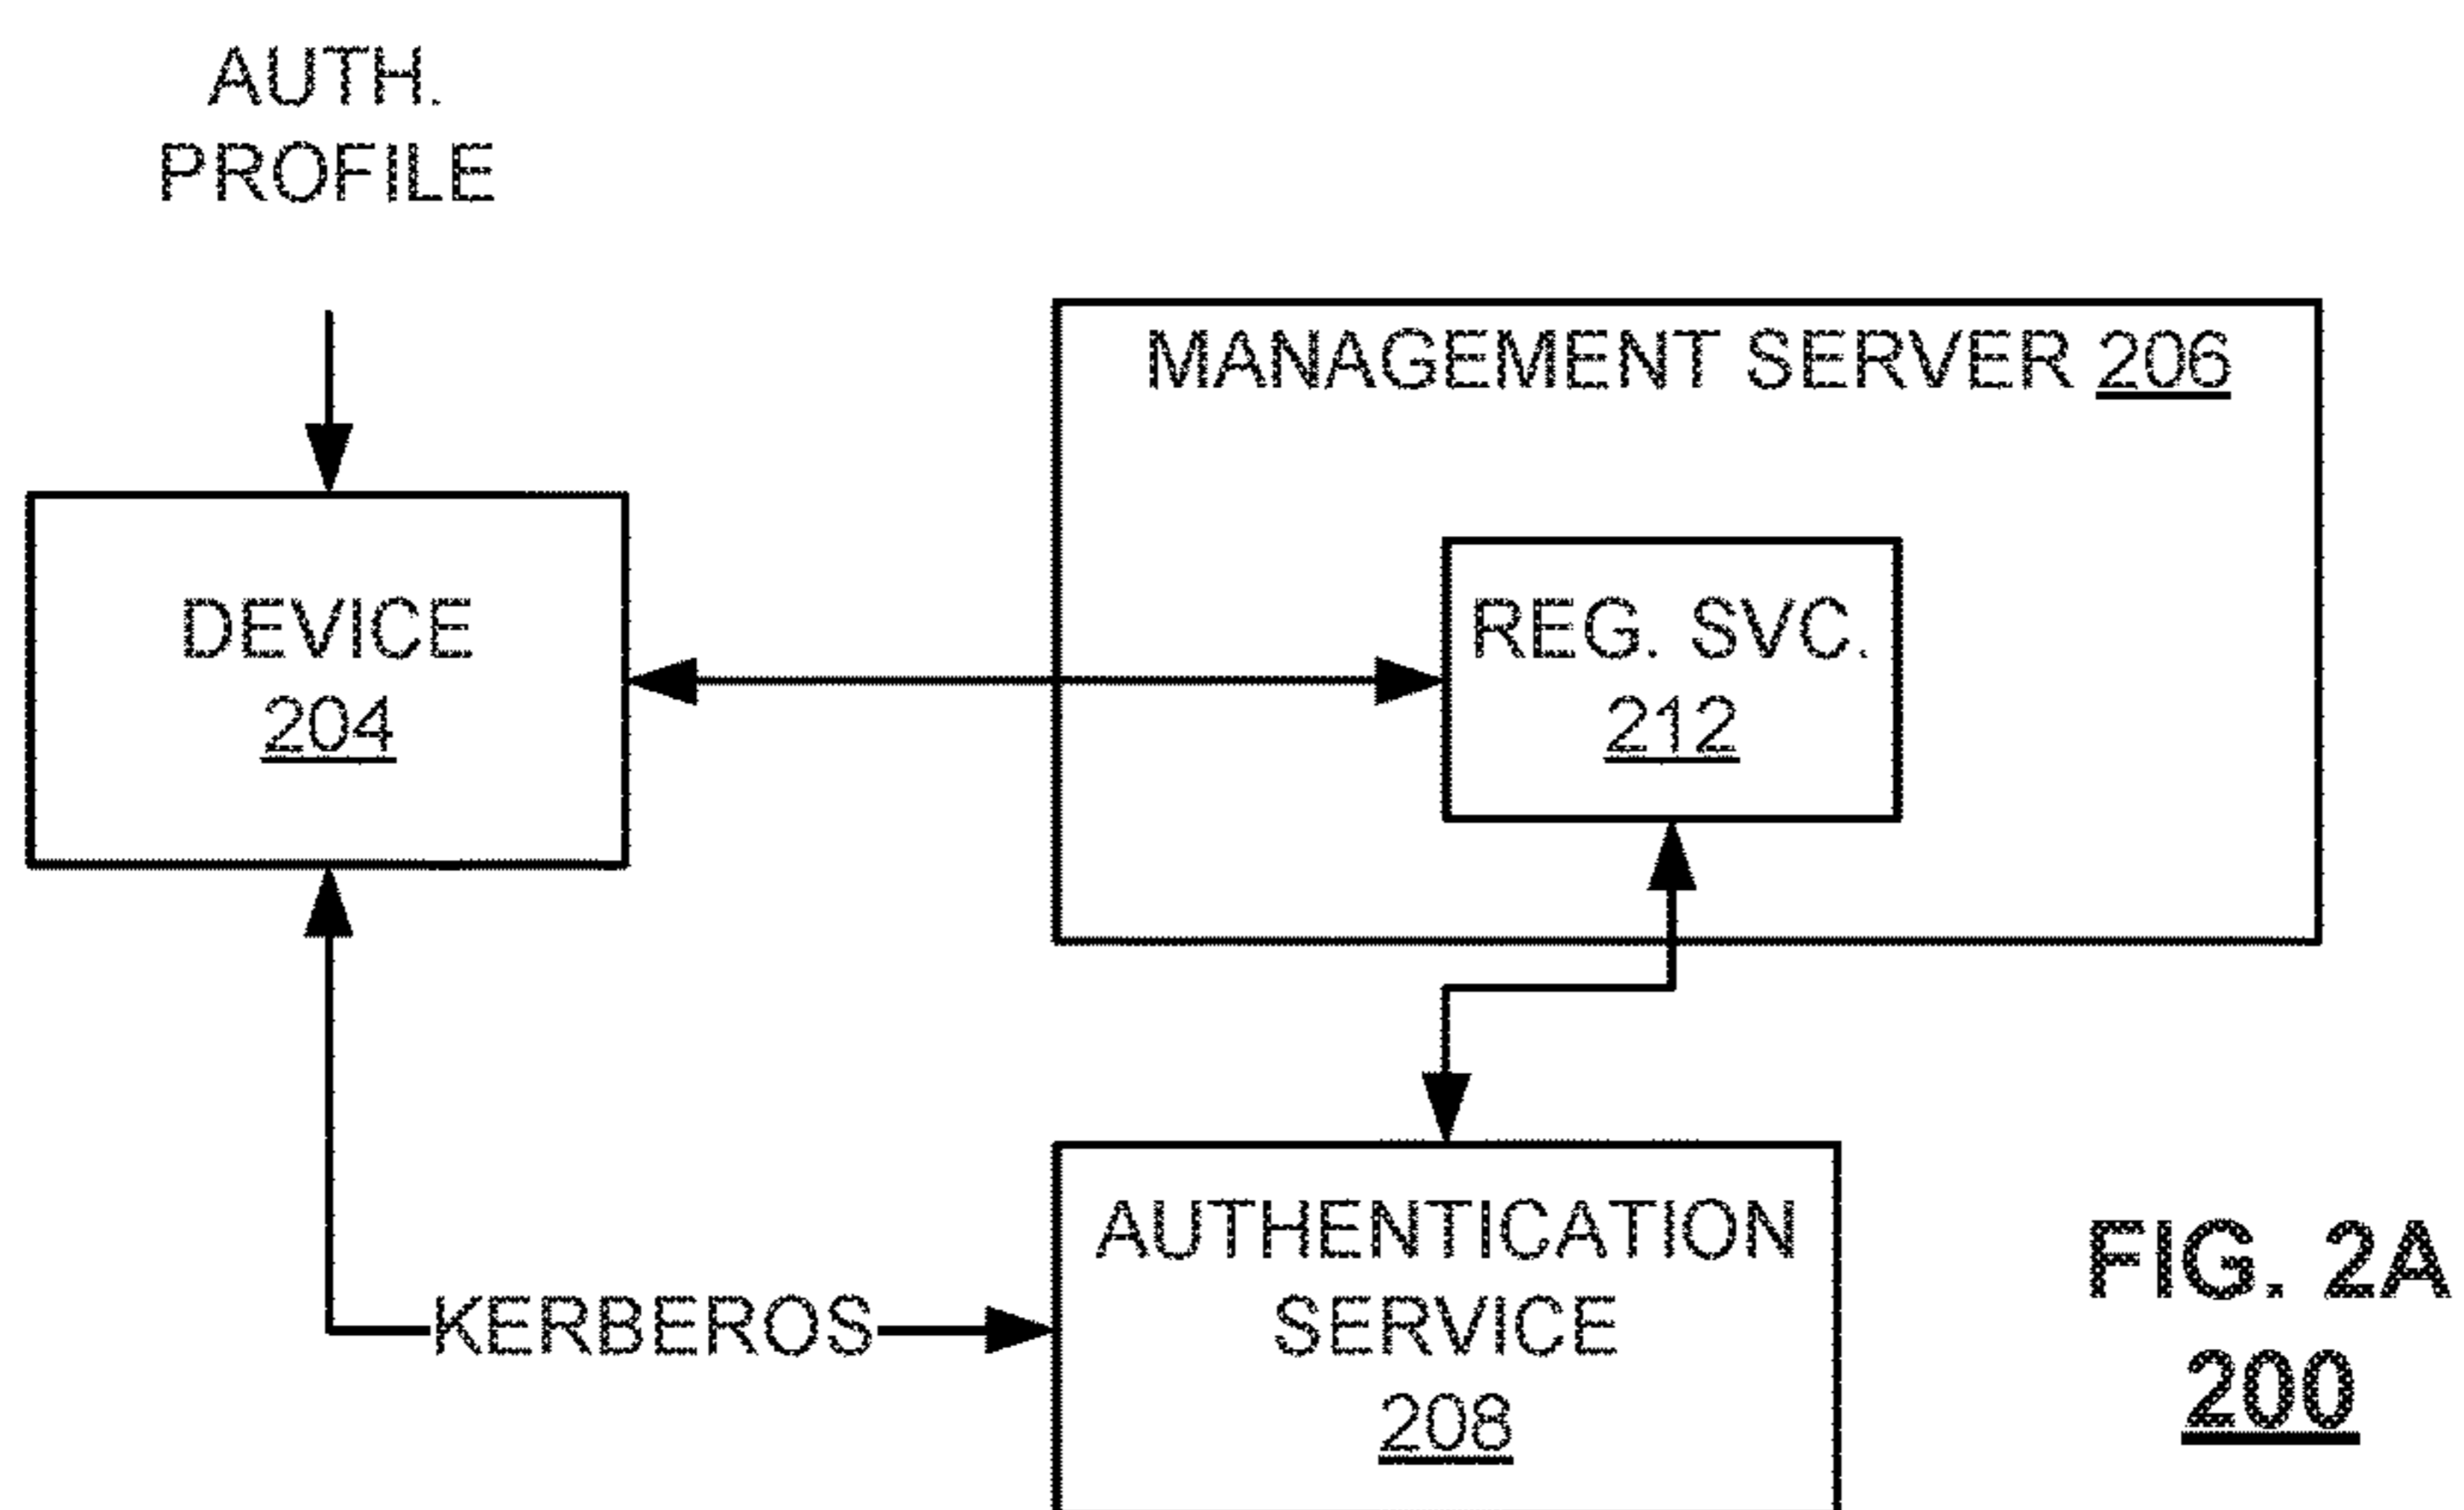 AUTH.
PROFILE
MANAGEMENT SERVER 206
DEVICE
204
REG. SVC.
212
KERBEROS
AUTHENTICATION
SERVICE
208
FIG. 2A
200